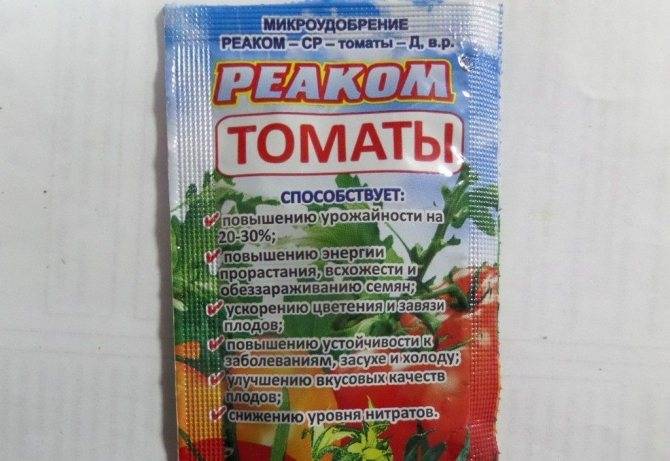 МИКРОУДОБРЕНИЕ
РЕАКОМ – СР – томаты – Д, в.р.
РЕАКОМ
ТОМАТЫ
СПОСОБСТВУЕТ:
повышению урожайности на
20-30%;
повышению энергии
прорастания, всхожести и
обеззараживанию семян;
ускорению цветения и завязи
плодов;
повышению устойчивости к
заболеваниям, засухе и холоду;
улучшению вкусовых качеств
плодов;
снижению уровня нитратов.